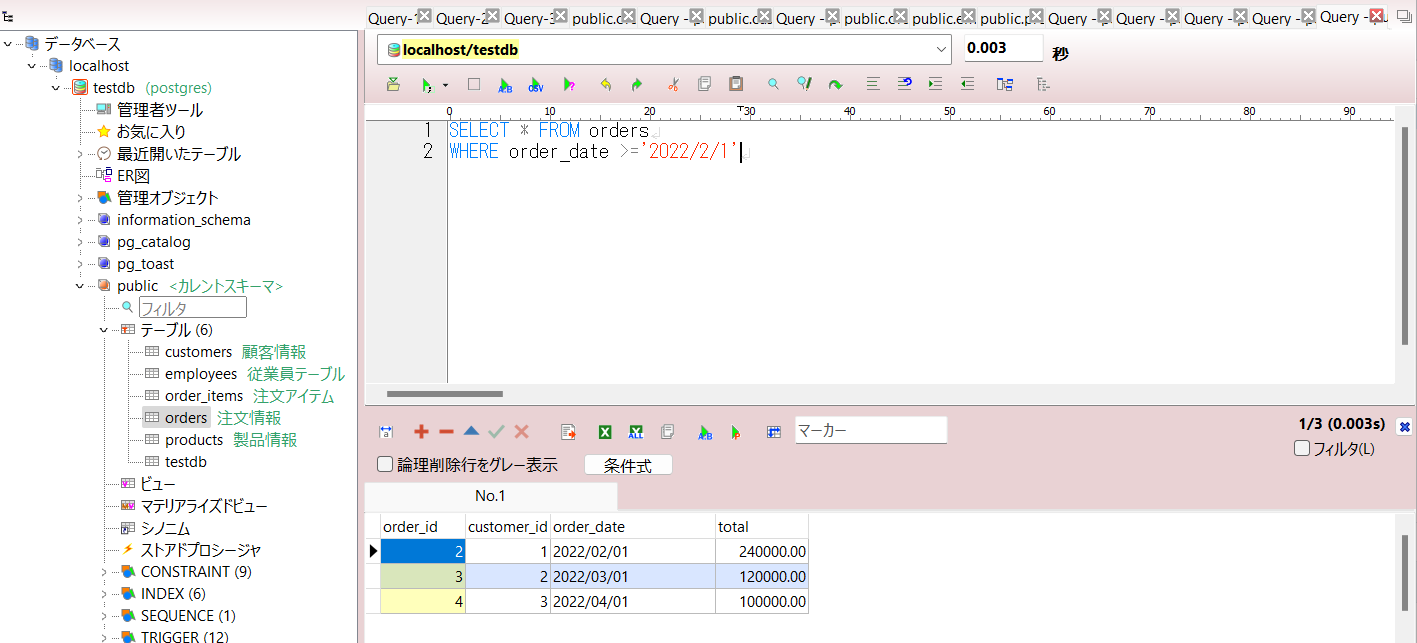 Query-1 Query-2 Query-3 public.c Query - p public.c Query - p public.c public.e public.p Query - p Query - p Query - p Query - p Query - pu
データベース
localhost
testdb (postgres)
管理者ツール
お気に入り
最近開いたテーブル
ER図
管理オブジェクト
information_schema
pg_catalog
pg_toast
public <カレントスキーマ>
フィルタ
テーブル (6)
customers 顧客情報
employees 従業員テーブル
order_items 注文アイテム
orders 注文情報
products 製品情報
testdb
ビュー
マテリアライズドビュー
シノニム
ストアドプロシージャ
CONSTRAINT (9)
INDEX (6)
SEQUENCE (1)
TRIGGER (12)
localhost/testdb 0.003 秒
0 10 20 30 40 50 60 70 80 90
1 SELECT * FROM orders
2 WHERE order_date >='2022/2/1'
マーカー 1/3 (0.003s)
論理削除行をグレー表示 条件式 フィルタ(L)
No.1
order_id customer_id order_date total
2 1 2022/02/01 240000.00
3 2 2022/03/01 120000.00
4 3 2022/04/01 100000.00